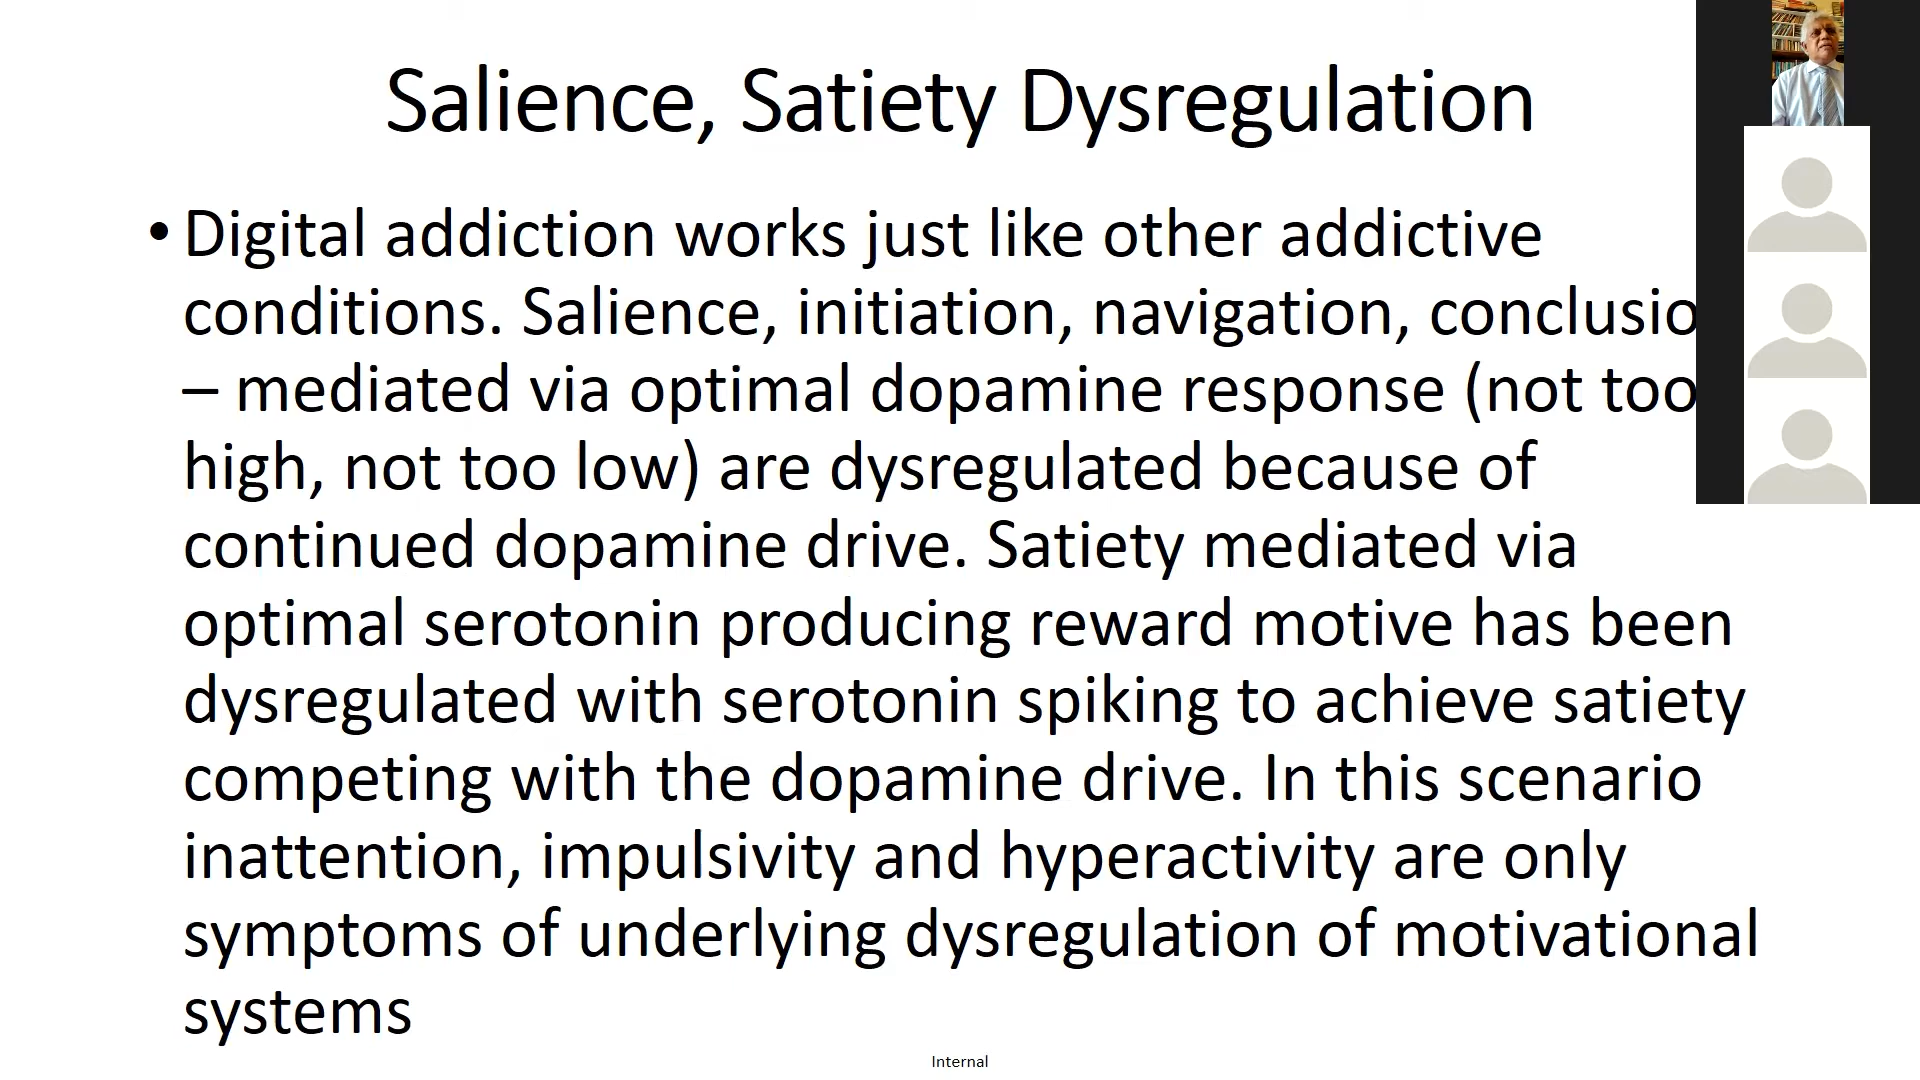 Salience, Satiety Dysregulation
• Digital addiction works just like other addictive
conditions. Salience, initiation, navigation, conclusio
– mediated via optimal dopamine response (not too
high, not too low) are dysregulated because of
continued dopamine drive. Satiety mediated via
optimal serotonin producing reward motive has been
dysregulated with serotonin spiking to achieve satiety
competing with the dopamine drive. In this scenario
inattention, impulsivity and hyperactivity are only
symptoms of underlying dysregulation of motivational
systems
Internal